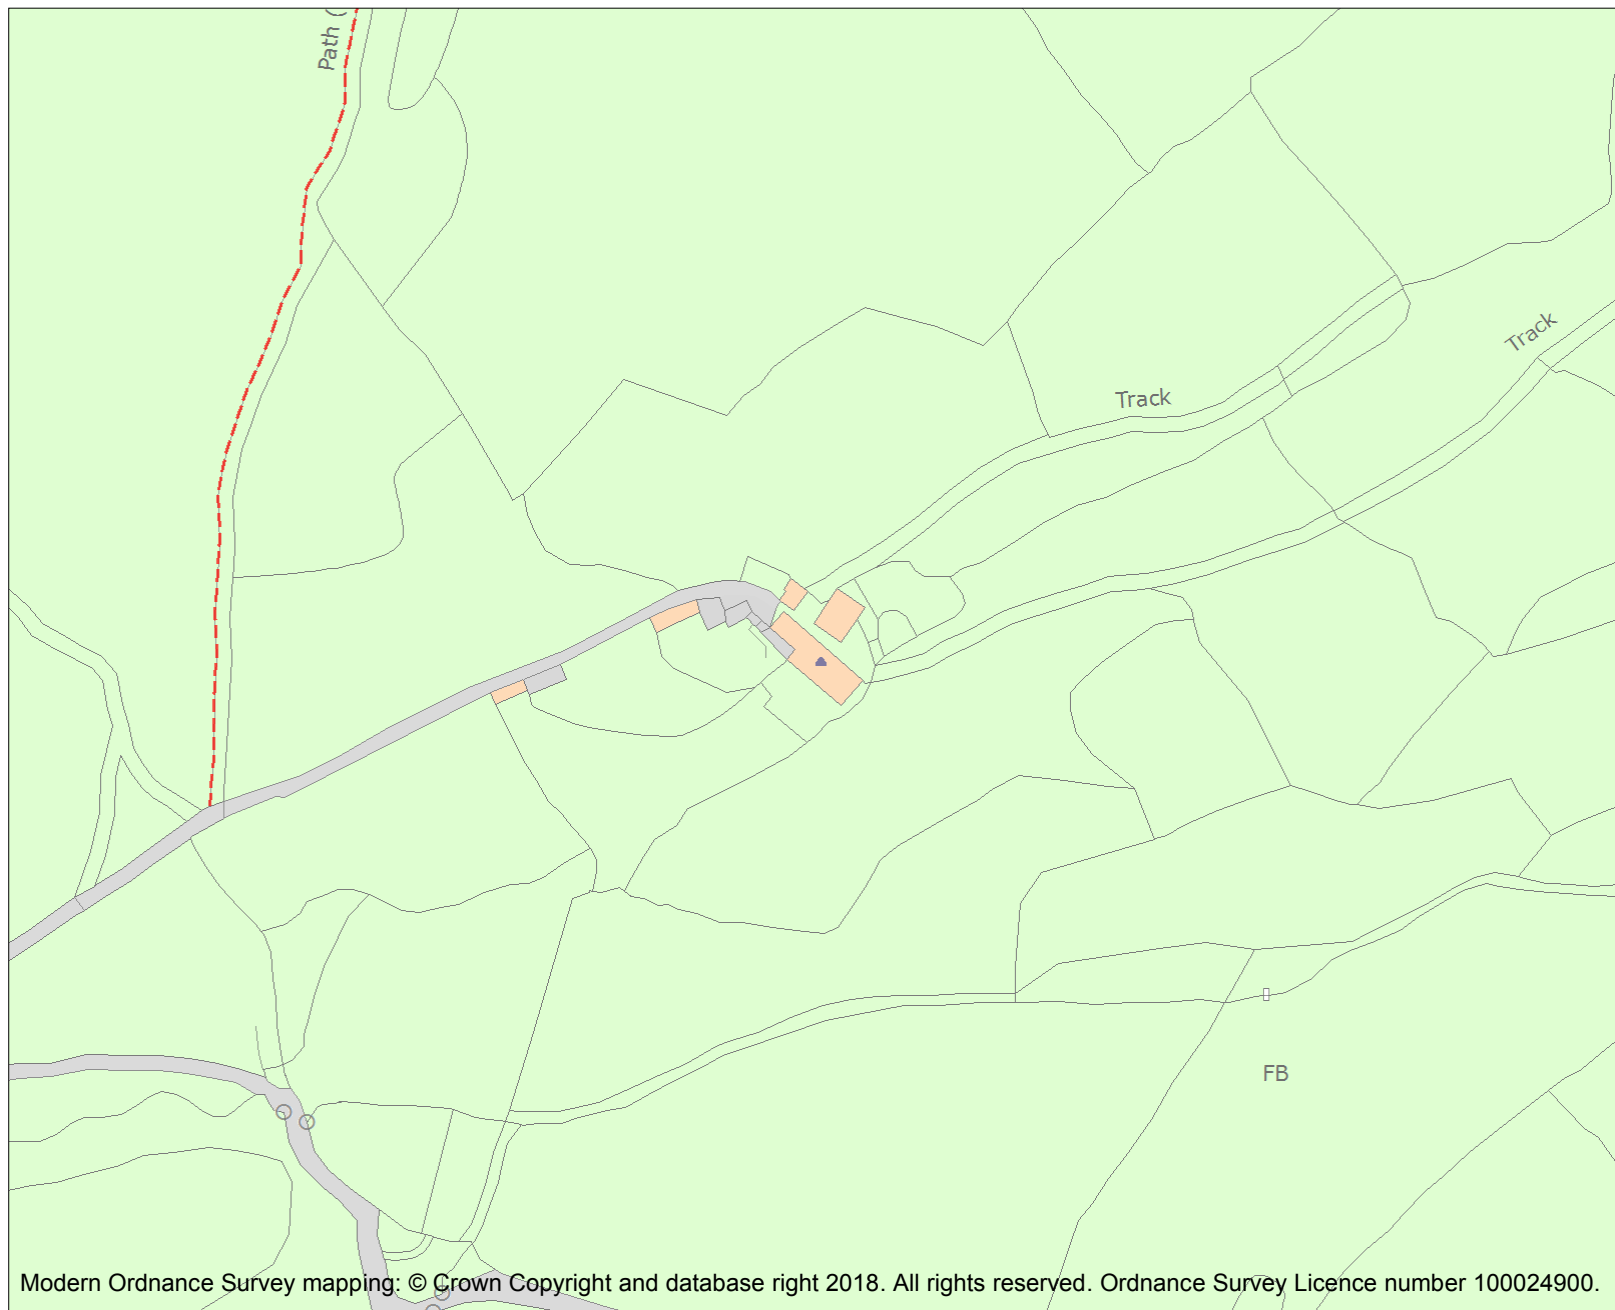 Path (
Track
Track
FB
Modern Ordnance Survey mapping: © Crown Copyright and database right 2018. All rights reserved. Ordnance Survey Licence number 100024900.